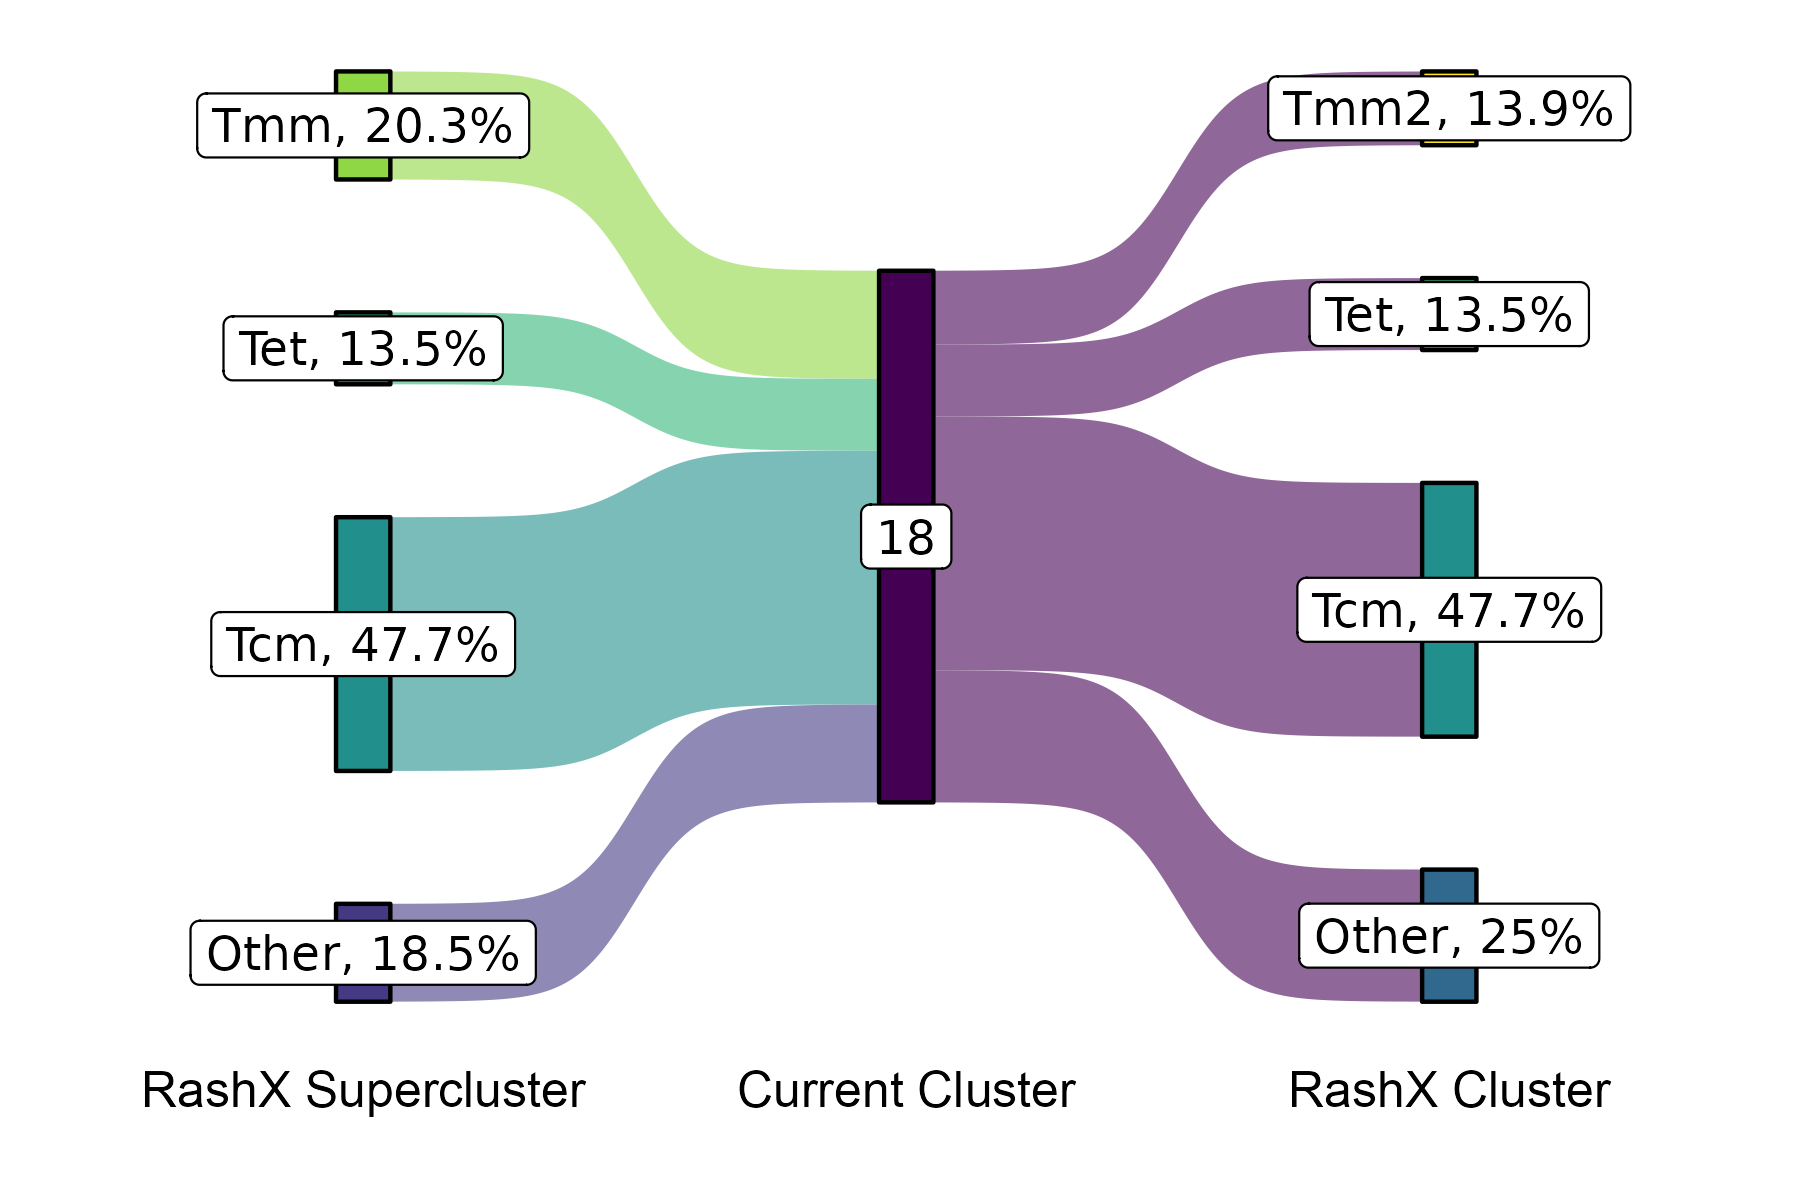 Tmm, 20.3%
Tet, 13.5%
Tcm, 47.7%
Other, 18.5%
18
Tmm2, 13.9%
Tet, 13.5%
Tcm, 47.7%
Other, 25%
RashX Supercluster
Current Cluster
RashX Cluster